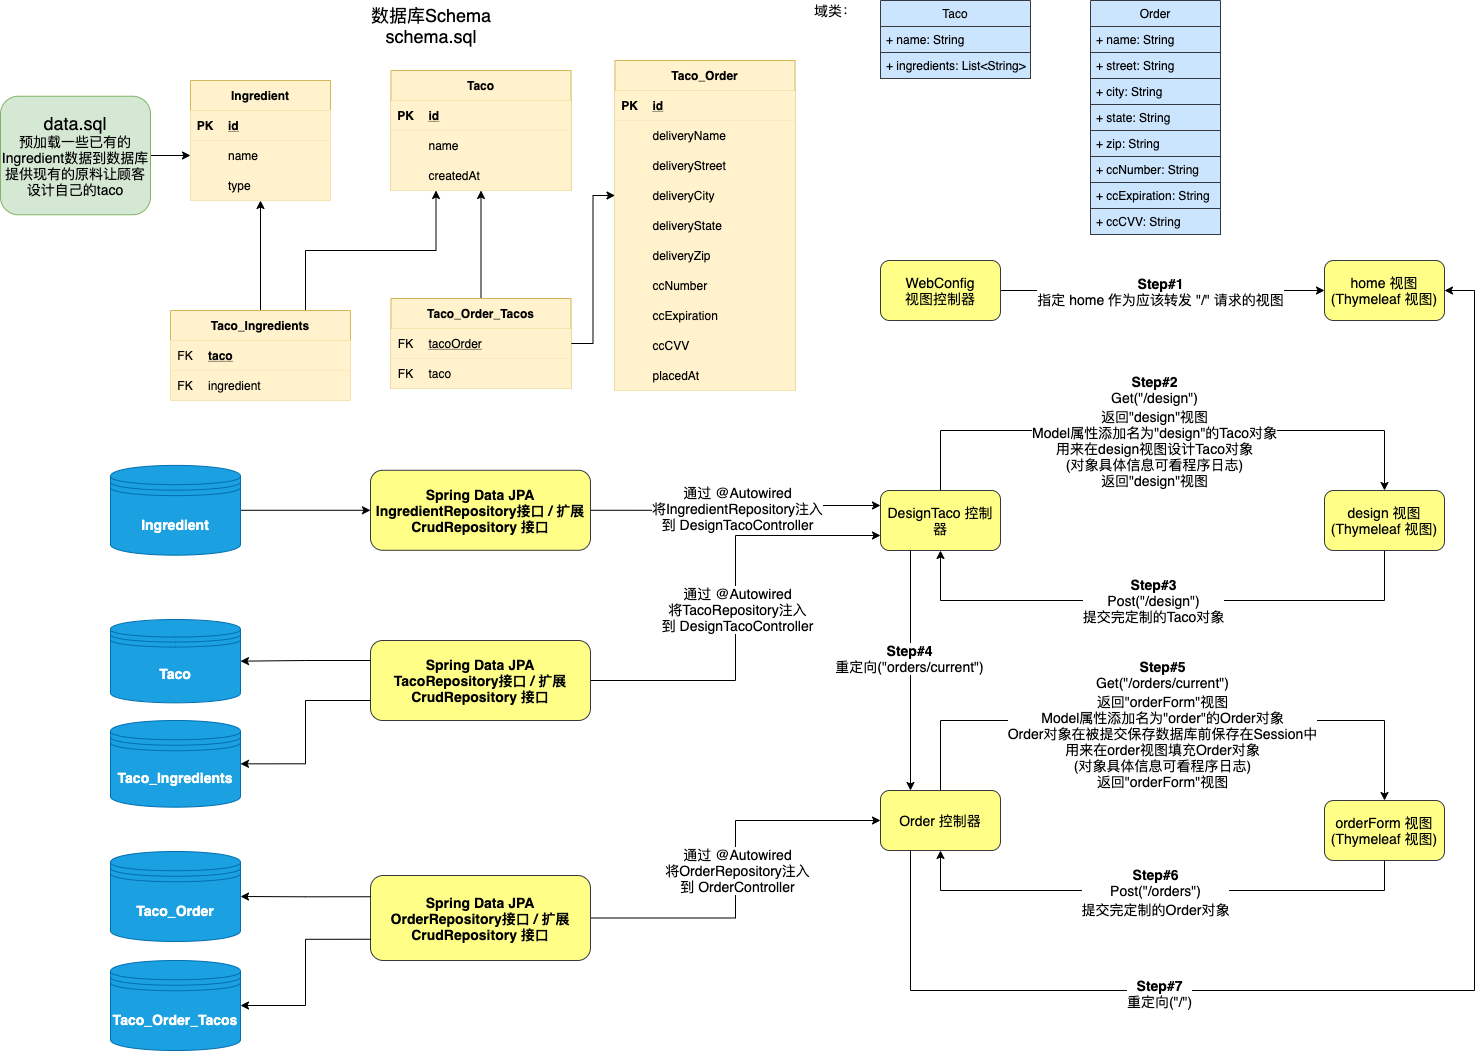 数据库Schema
schema.sql
域类：
data.sql
预加载一些已有的
Ingredient数据到数据库
提供现有的原料让顾客
设计自己的taco
Ingredient
PK id
name
type
Taco
PK id
name
createdAt
Taco_Order
PK id
deliveryName
deliveryStreet
deliveryCity
deliveryState
deliveryZip
ccNumber
ccExpiration
ccCVV
placedAt
Taco_Ingredients
FK taco
FK ingredient
Taco_Order_Tacos
FK tacoOrder
FK taco
Taco
+ name: String
+ ingredients: List<String>
Order
+ name: String
+ street: String
+ city: String
+ state: String
+ zip: String
+ ccNumber: String
+ ccExpiration: String
+ ccCVV: String
WebConfig
视图控制器
Step#1
指定 home 作为应该转发 "/" 请求的视图
home 视图
(Thymeleaf 视图)
Step#2
Get("/design")
返回"design"视图
Model属性添加名为"design"的Taco对象
用来在design视图设计Taco对象
(对象具体信息可看程序日志)
返回"design"视图
Ingredient
Spring Data JPA
IngredientRepository接口 / 扩展
CrudRepository 接口
通过 @Autowired
将IngredientRepository注入
到 DesignTacoController
DesignTaco 控制
器
design 视图
(Thymeleaf 视图)
Step#3
Post("/design")
提交完定制的Taco对象
通过 @Autowired
将TacoRepository注入
到 DesignTacoController
Taco
Taco_Ingredients
Spring Data JPA
TacoRepository接口 / 扩展
CrudRepository 接口
Step#4
重定向("orders/current")
Step#5
Get("/orders/current")
返回"orderForm"视图
Model属性添加名为"order"的Order对象
Order对象在被提交保存数据库前保存在Session中
用来在order视图填充Order对象
(对象具体信息可看程序日志)
返回"orderForm"视图
Order 控制器
orderForm 视图
(Thymeleaf 视图)
通过 @Autowired
将OrderRepository注入
到 OrderController
Step#6
Post("/orders")
提交完定制的Order对象
Taco_Order
Taco_Order_Tacos
Spring Data JPA
OrderRepository接口 / 扩展
CrudRepository 接口
Step#7
重定向("/")